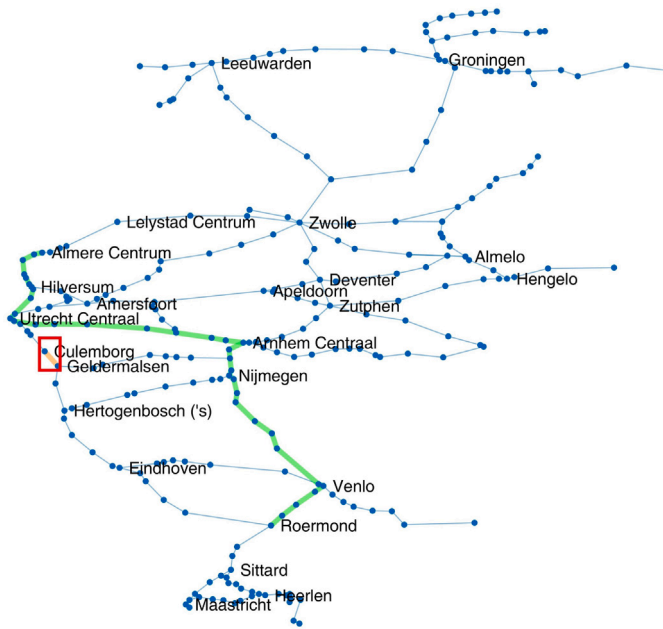 Leeuwarden
Groningen
Lelystad Centrum
Zwolle
Almere Centrum
Almelo
Hilversum
Deventer
Hengelo
Apeldoorn
Amersfoort
Zutphen
Utrecht Centraal
Arnhem Centraal
Culemborg
Geldermalsen
Nijmegen
Hertogenbosch ('s)
Eindhoven
Venlo
Roermond
Sittard
Heerlen
Maastricht